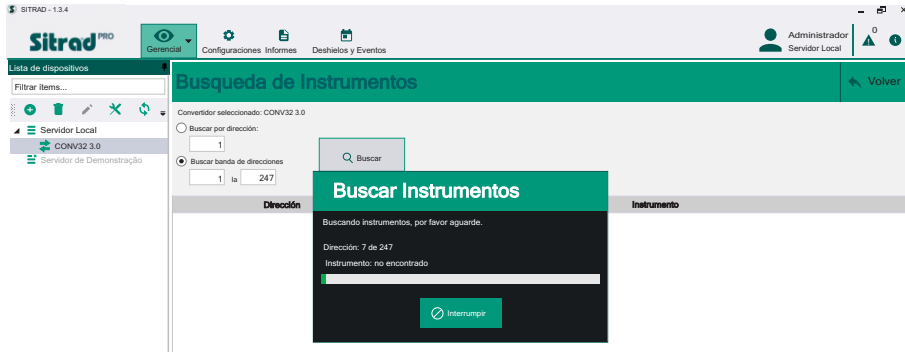 SITRAD - 1.3.4
Sitrad PRO
Gerencial
Configuraciones
Informes
Deshielos y Eventos
Administrador
Servidor Local
0
Lista de dispositivos
Filtrar ítems...
Servidor Local
CONV32 3.0
Servidor de Demonstração
Busqueda de Instrumentos
Volver
Convertidor seleccionado: CONV32 3.0
Buscar por dirección:
1
Buscar banda de direcciones
1 la 247
Buscar
Dirección
Instrumento
Buscar Instrumentos
Buscando instrumentos, por favor aguarde.
Dirección: 7 de 247
Instrumento: no encontrado
Interrumpir